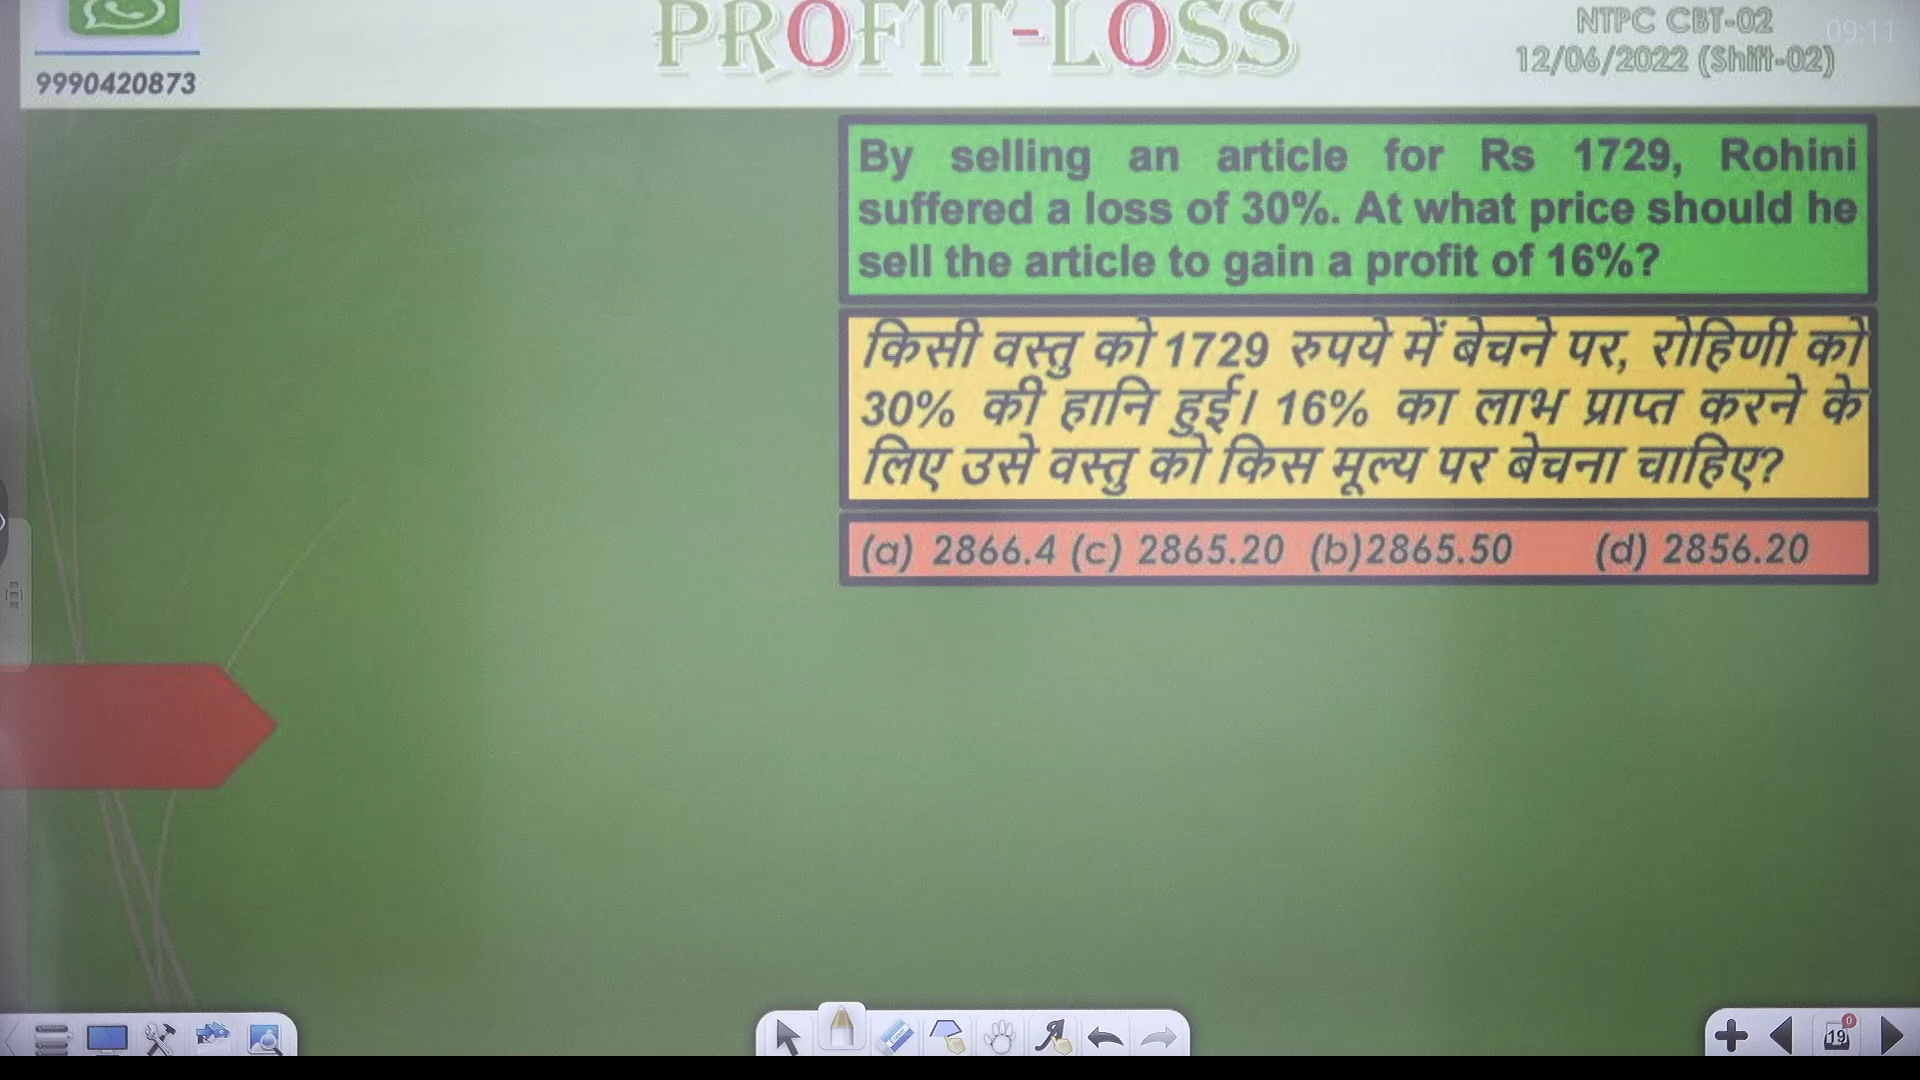 PROFIT-LOSS
NTPC CBT-02
09:11
12/06/2022 (Shift-02)
9990420873
By selling an article for Rs 1729, Rohini
suffered a loss of 30%. At what price should he
sell the article to gain a profit of 16%?
किसी वस्तु को 1729 रुपये में बेचने पर, रोहिणी को
30% की हानि हुई। 16% का लाभ प्राप्त करने के
लिए उसे वस्तु को किस मूल्य पर बेचना चाहिए?
(a) 2866.4 (c) 2865.20 (b)2865.50 (d) 2856.20
19
0